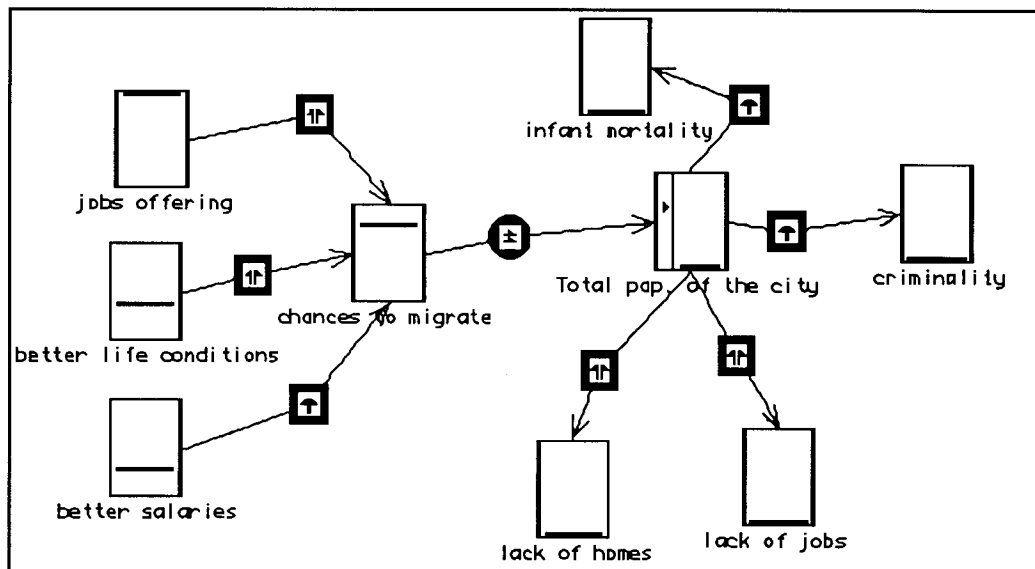 infant mortality
jobs offering
criminality
Total pop. of the city
chances to migrate
better life conditions
better salaries
lack of homes
lack of jobs